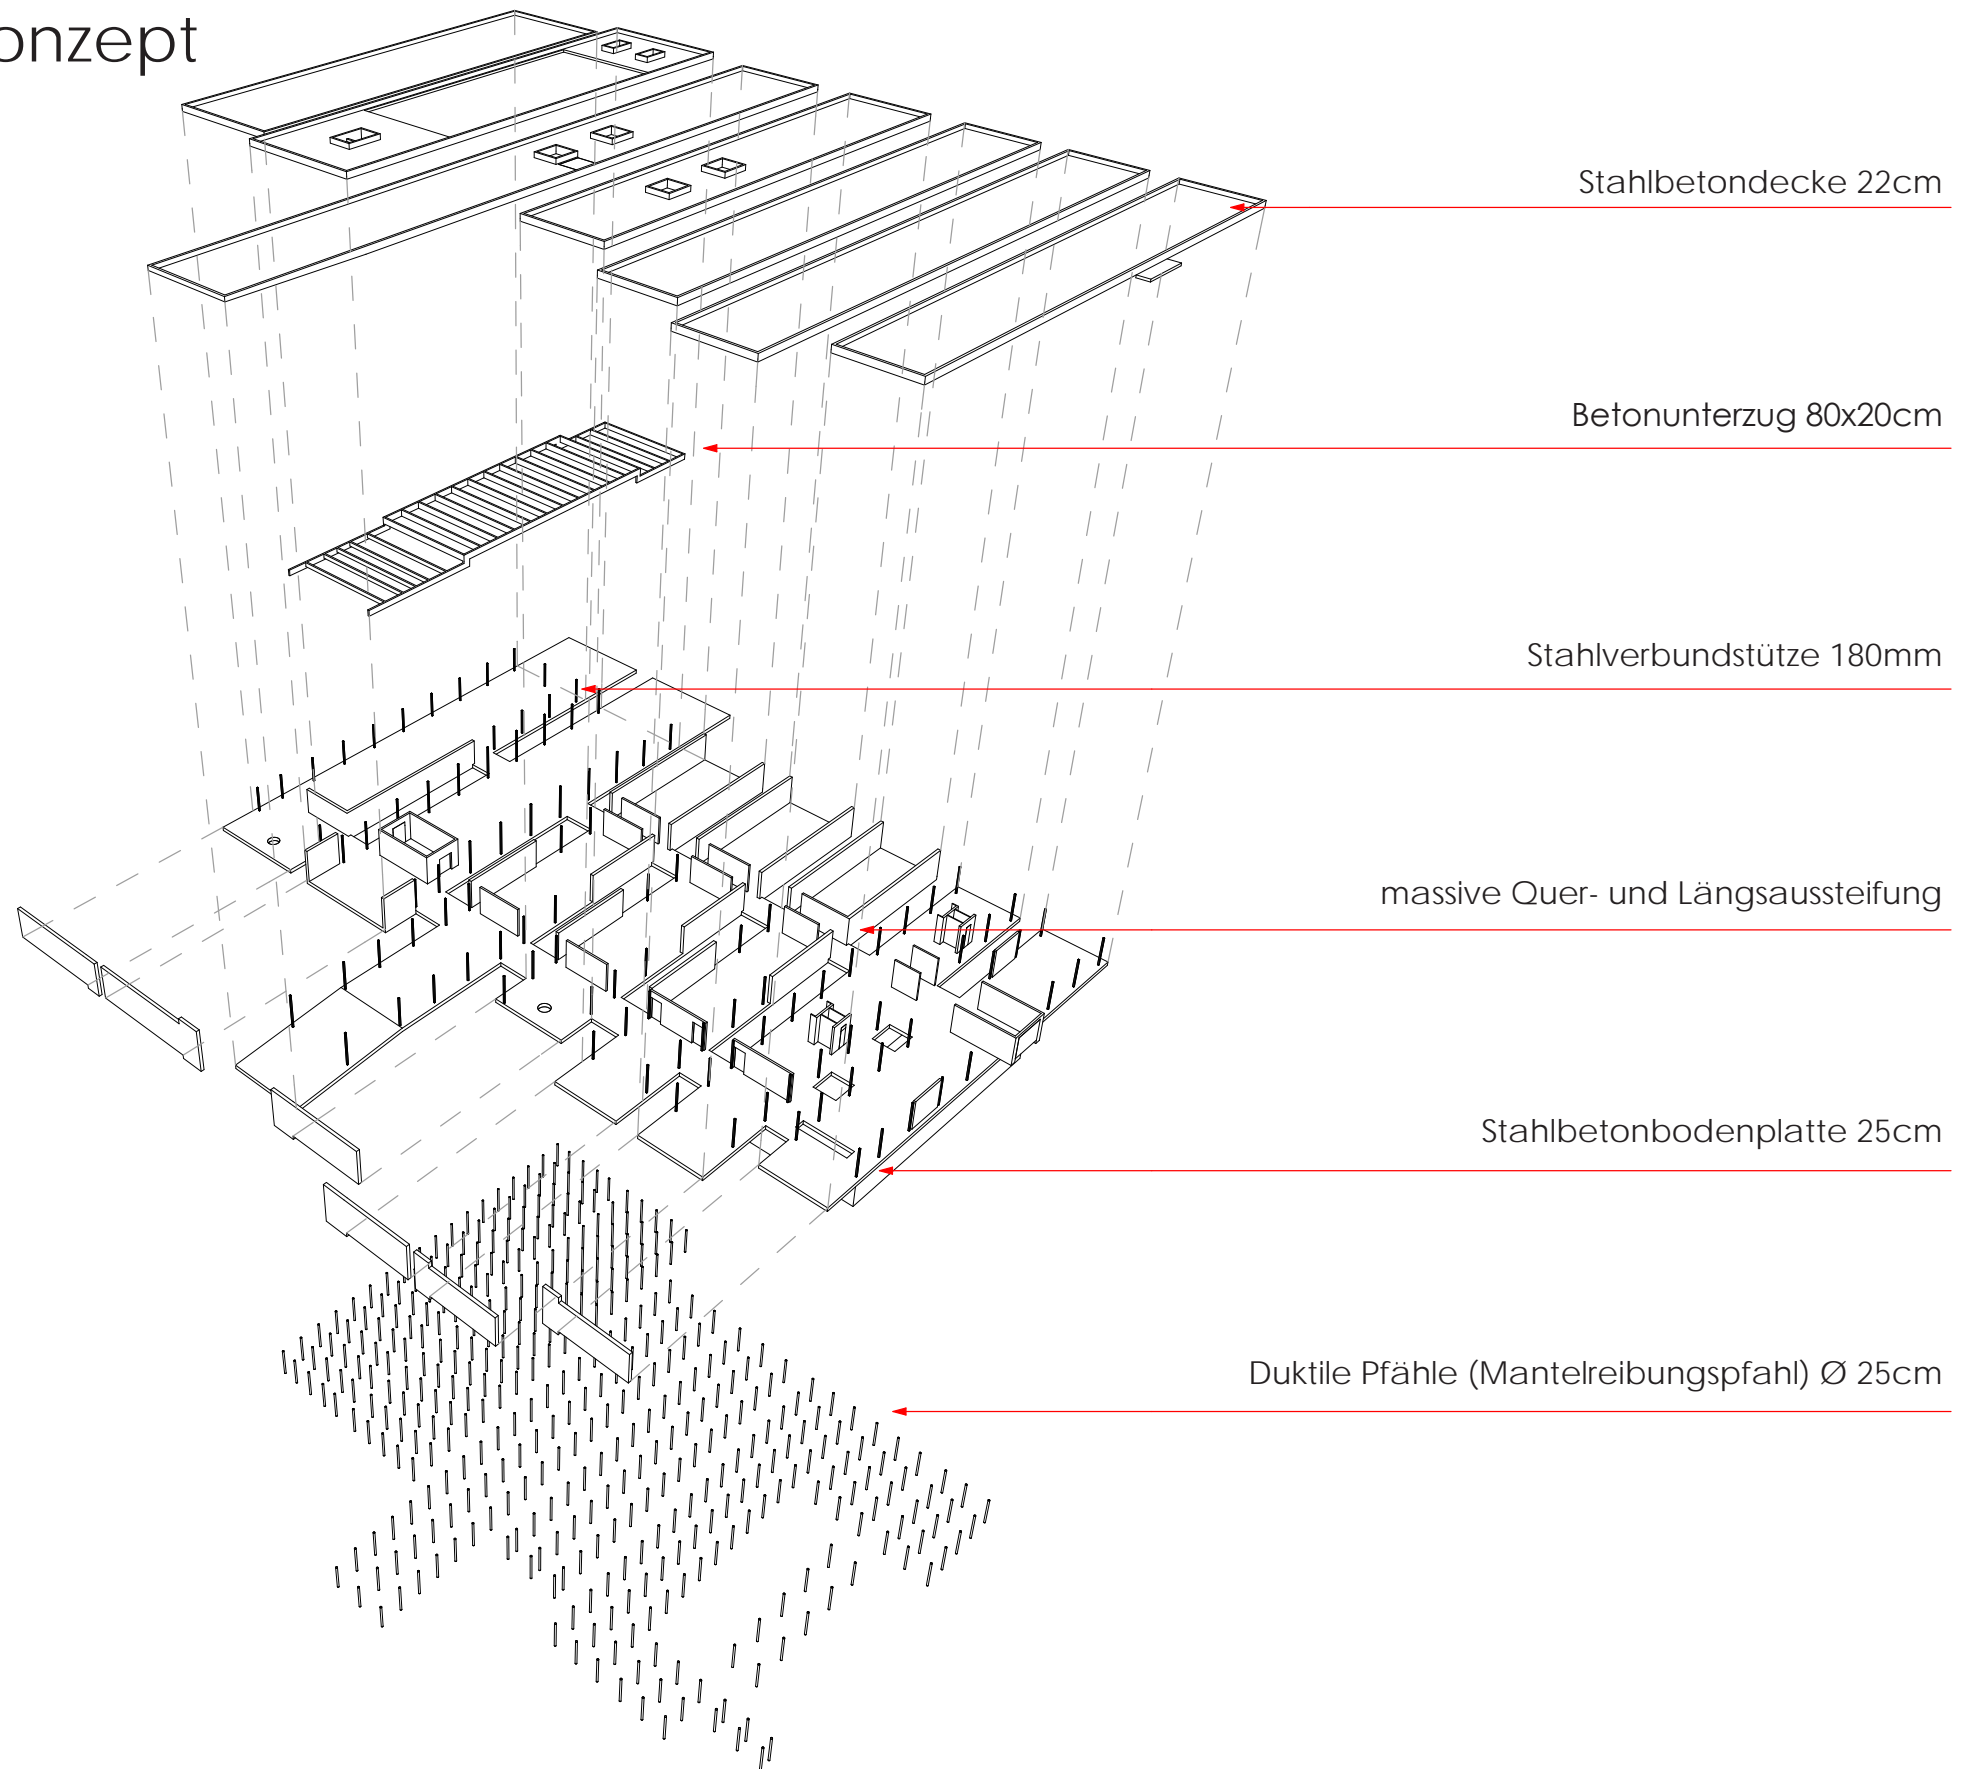 onzept
Stahlbetondecke 22cm
Betonunterzug 80x20cm
Stahlverbundstütze 180mm
massive Quer- und Längsaussteifung
Stahlbetonbodenplatte 25cm
Duktile Pfähle (Mantelreibungspfahl) Ø 25cm